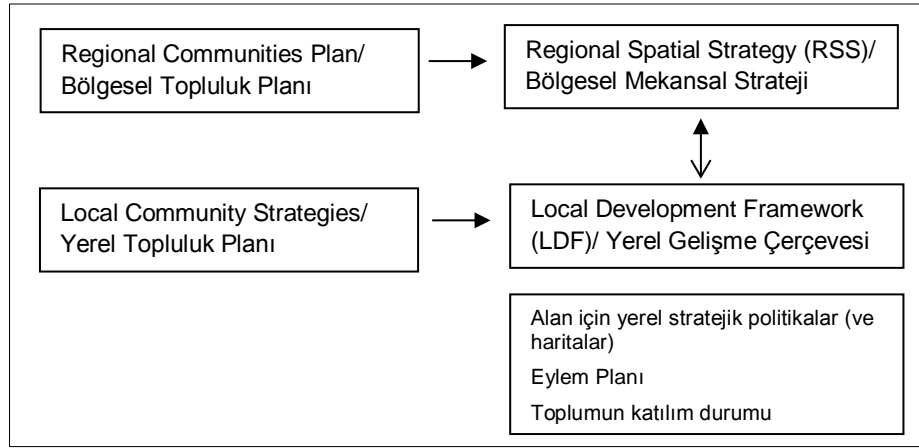 Regional Communities Plan/
Bölgesel Topluluk Planı
Regional Spatial Strategy (RSS)/
Bölgesel Mekansal Strateji
Local Community Strategies/
Yerel Topluluk Planı
Local Development Framework
(LDF)/ Yerel Gelişme Çerçevesi
Alan için yerel stratejik politikalar (ve
haritalar)
Eylem Planı
Toplumun katılım durumu